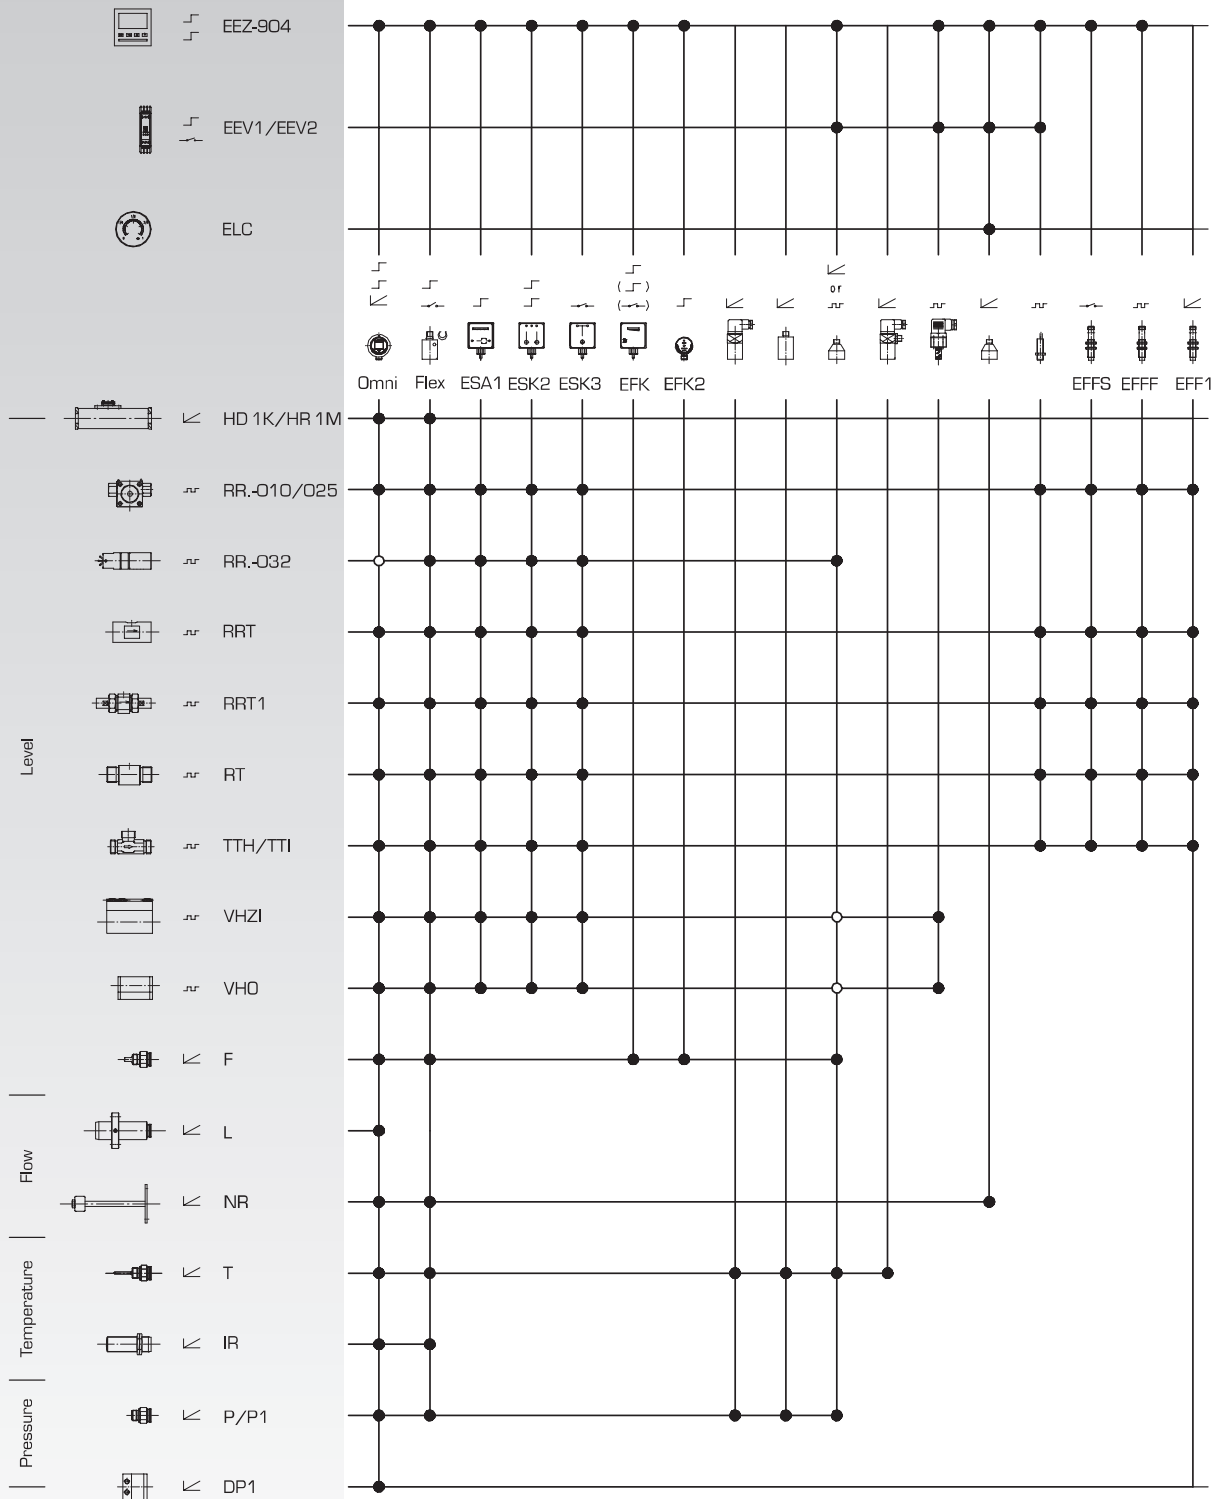 EEZ-904
EEV1/EEV2
ELC
( )
or
( )
Omni Flex ESA1 ESK2 ESK3 EFK EFK2 EFFS EFFF EFF1
HD 1K/HR 1M
RR.-010/025
RR.-032
RRT
RRT1
Level
RT
TTH/TTI
VHZI
VHO
F
L
Flow
NR
T
Temperature
IR
P/P1
Pressure
DP1